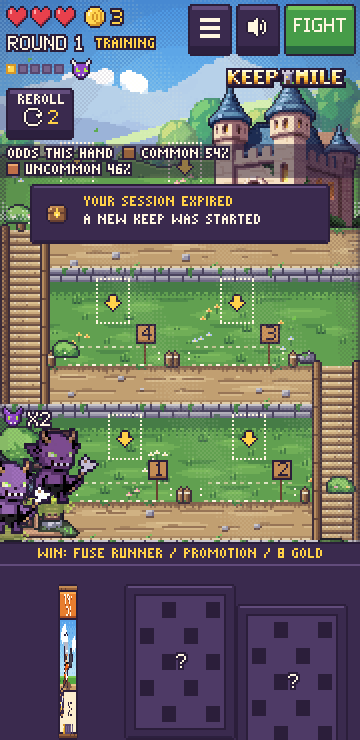 3
FIGHT
ROUND 1 TRAINING
KEEP MILE
REROLL
2
ODDS THIS HAND COMMON 54%
UNCOMMON 46%
YOUR SESSION EXPIRED
A NEW KEEP WAS STARTED
4
3
X2
1
2
WIN: FUSE RUNNER / PROMOTION / 8 GOLD
?
?